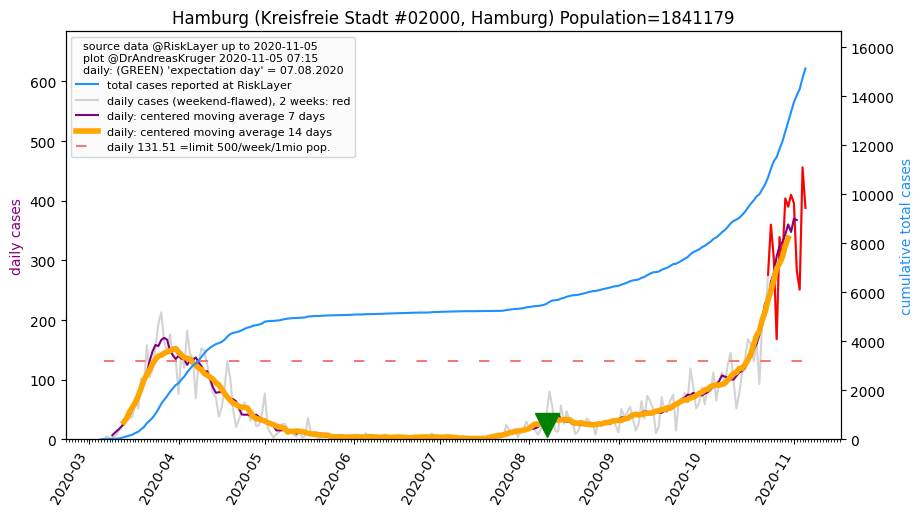 Hamburg (Kreisfreie Stadt #02000, Hamburg) Population=1841179
source data @RiskLayer up to 2020-11-05
plot @DrAndreasKruger 2020-11-05 07:15
daily: (GREEN) 'expectation day' = 07.08.2020
total cases reported at RiskLayer
daily cases (weekend-flawed), 2 weeks: red
daily: centered moving average 7 days
daily: centered moving average 14 days
daily 131.51 =limit 500/week/1mio pop.
daily cases
600
500
400
300
200
100
0
cumulative total cases
16000
14000
12000
10000
8000
6000
4000
2000
0
2020-03
2020-04
2020-05
2020-06
2020-07
2020-08
2020-09
2020-10
2020-11